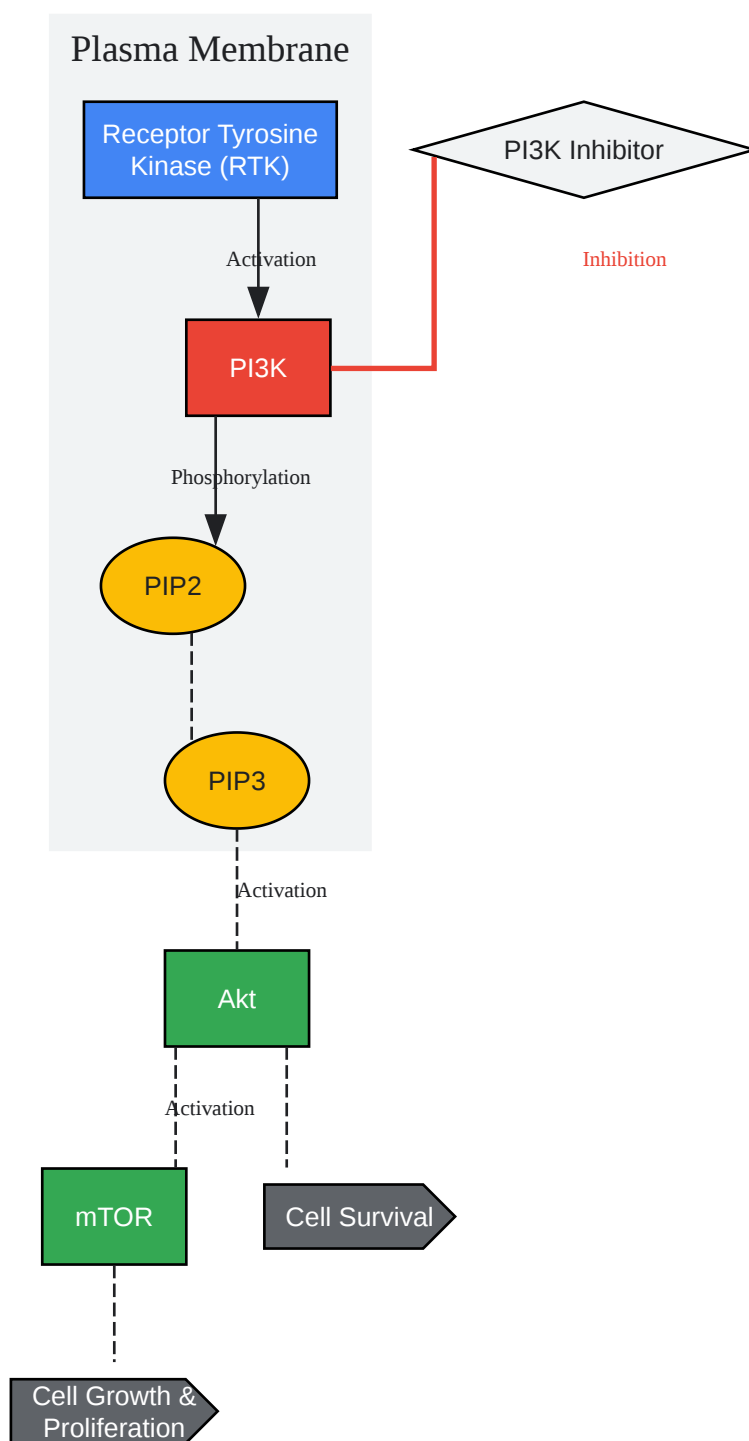 Plasma Membrane
Receptor Tyrosine
Kinase (RTK)
PI3K Inhibitor
Activation
Inhibition
PI3K
Phosphorylation
PIP2
PIP3
Activation
Akt
Activation
mTOR
Cell Survival
Cell Growth &
Proliferation